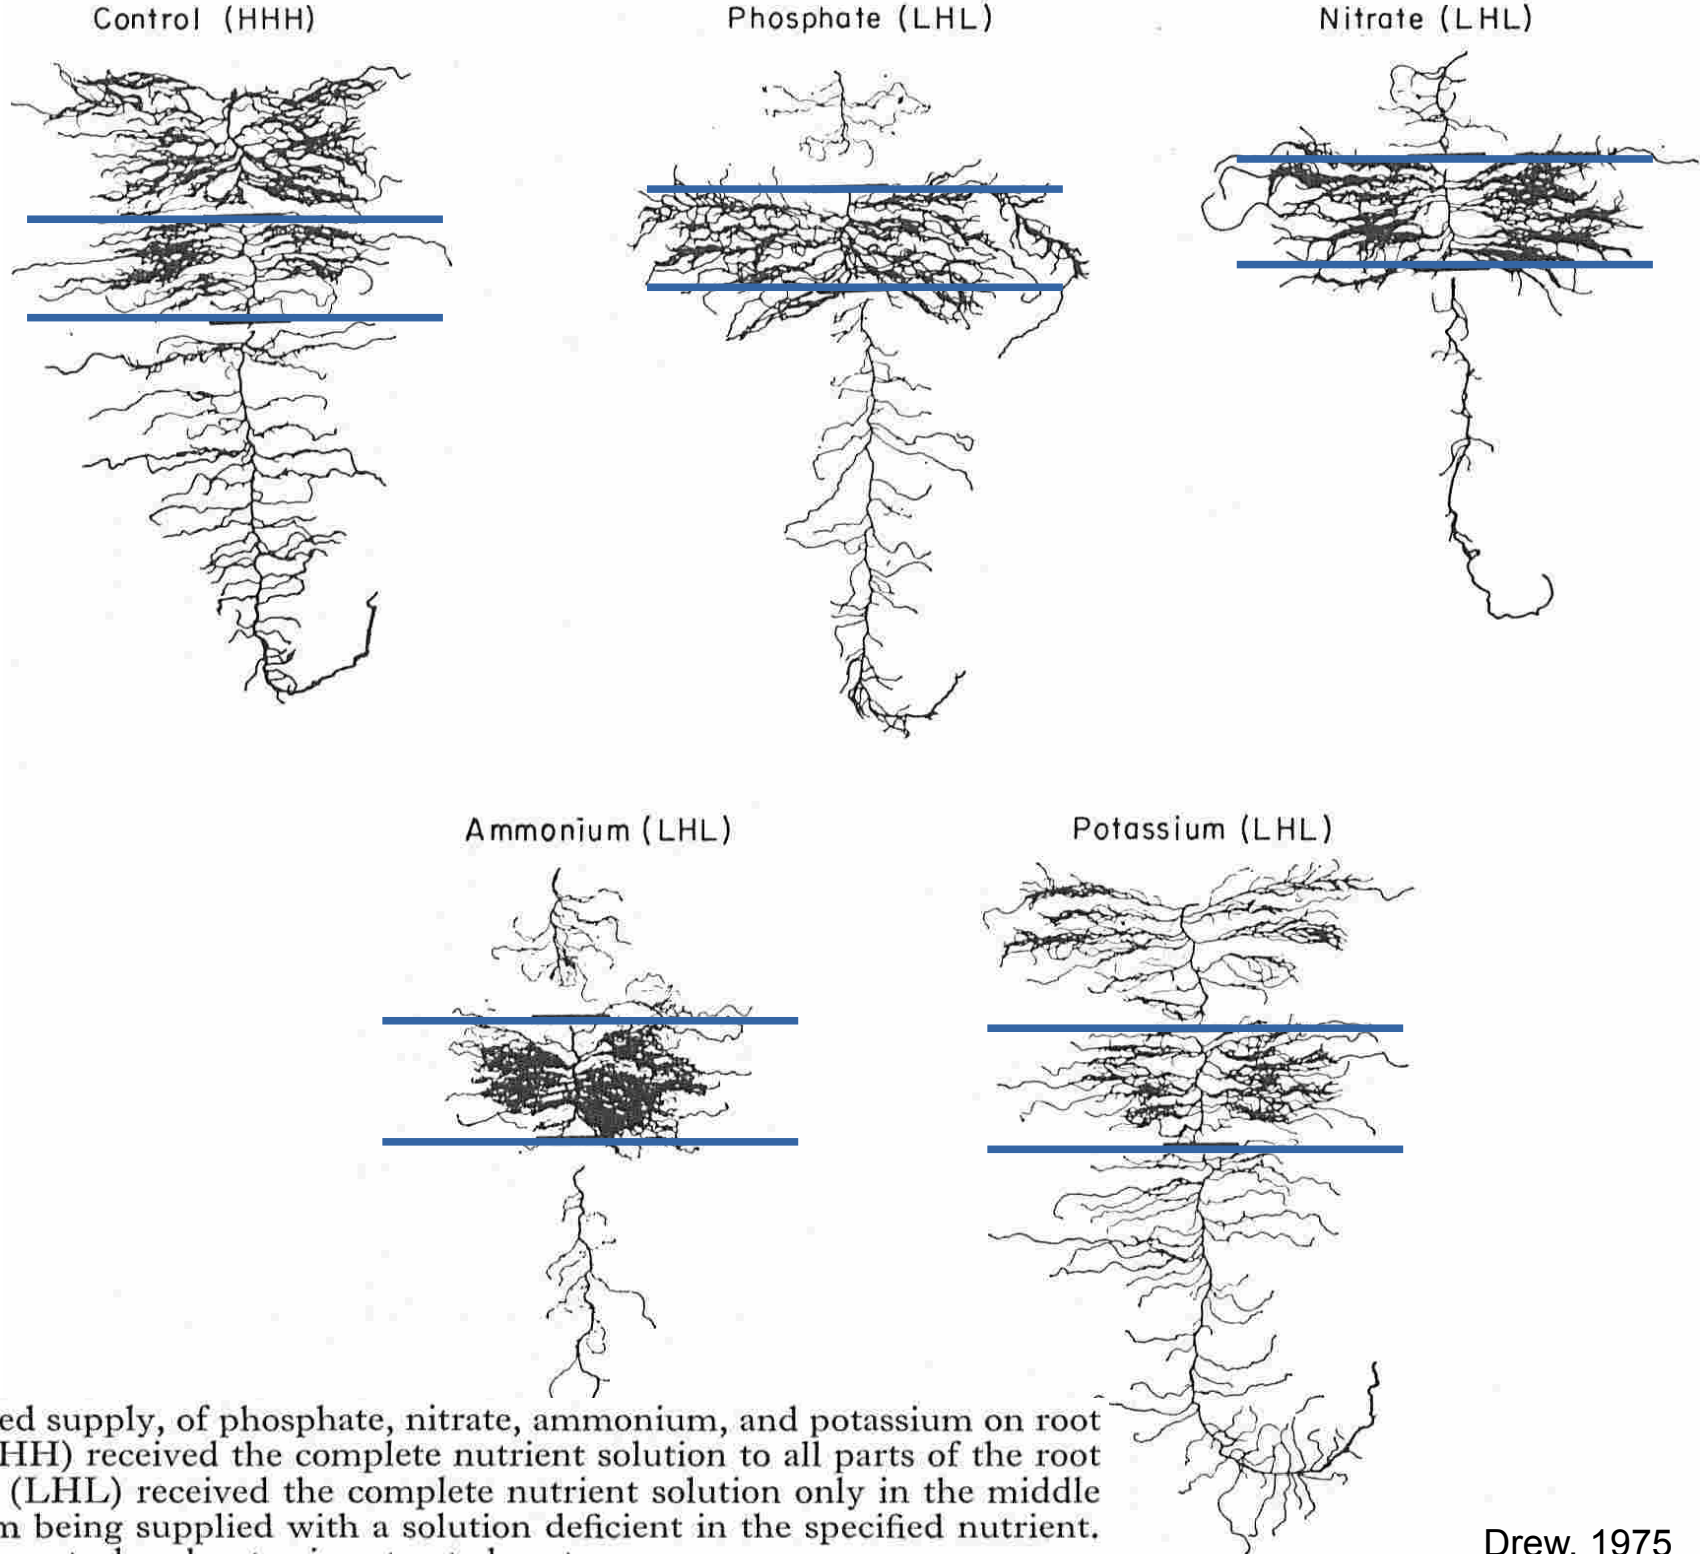 Control (HHH)
Phosphate (LHL)
Nitrate (LHL)
Ammonium (LHL)
Potassium (LHL)
ed supply, of phosphate, nitrate, ammonium, and potassium on root
HH) received the complete nutrient solution to all parts of the root
(LHL) received the complete nutrient solution only in the middle
being supplied with a solution deficient in the specified nutrient.
Drew, 1975